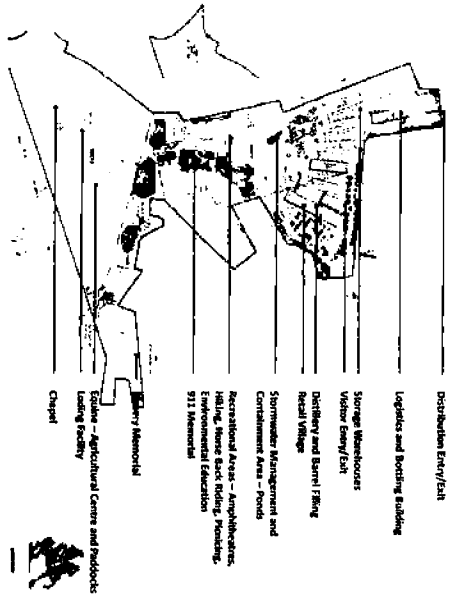 Distribution Entry/Exit
Logistics and Bottling Building
Storage Warehouses
Visitor Entry/Exit
Distillery and Barrel Filling
Retail Village
Stormwater Management and
Containment Area – Ponds
Recreational Areas – Amphitheatres,
Hiking, Horse Back Riding, Picnicking,
Environmental Education
911 Memorial
Memorial
Equine – Agricultural Centre and Paddocks
Loding Facility
Chapel